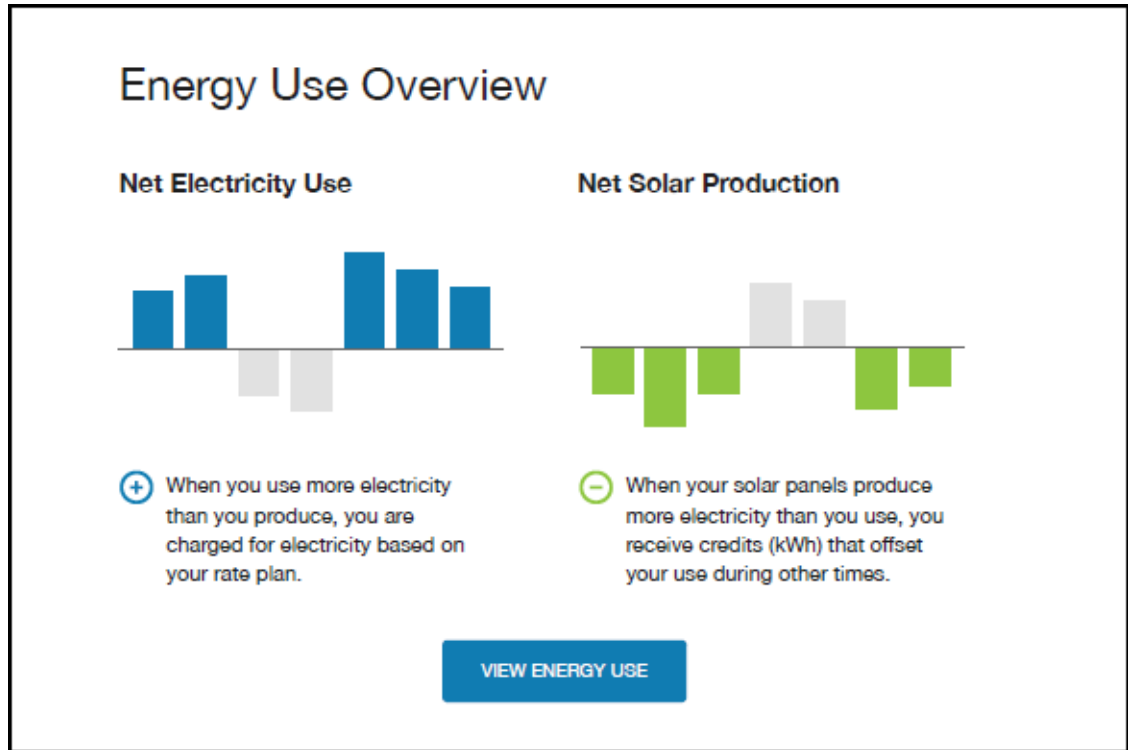 Energy Use Overview
Net Electricity Use
When you use more electricity
than you produce, you are
charged for electricity based on
your rate plan.
Net Solar Production
When your solar panels produce
more electricity than you use, you
receive credits (kWh) that offset
your use during other times.
VIEW ENERGY USE